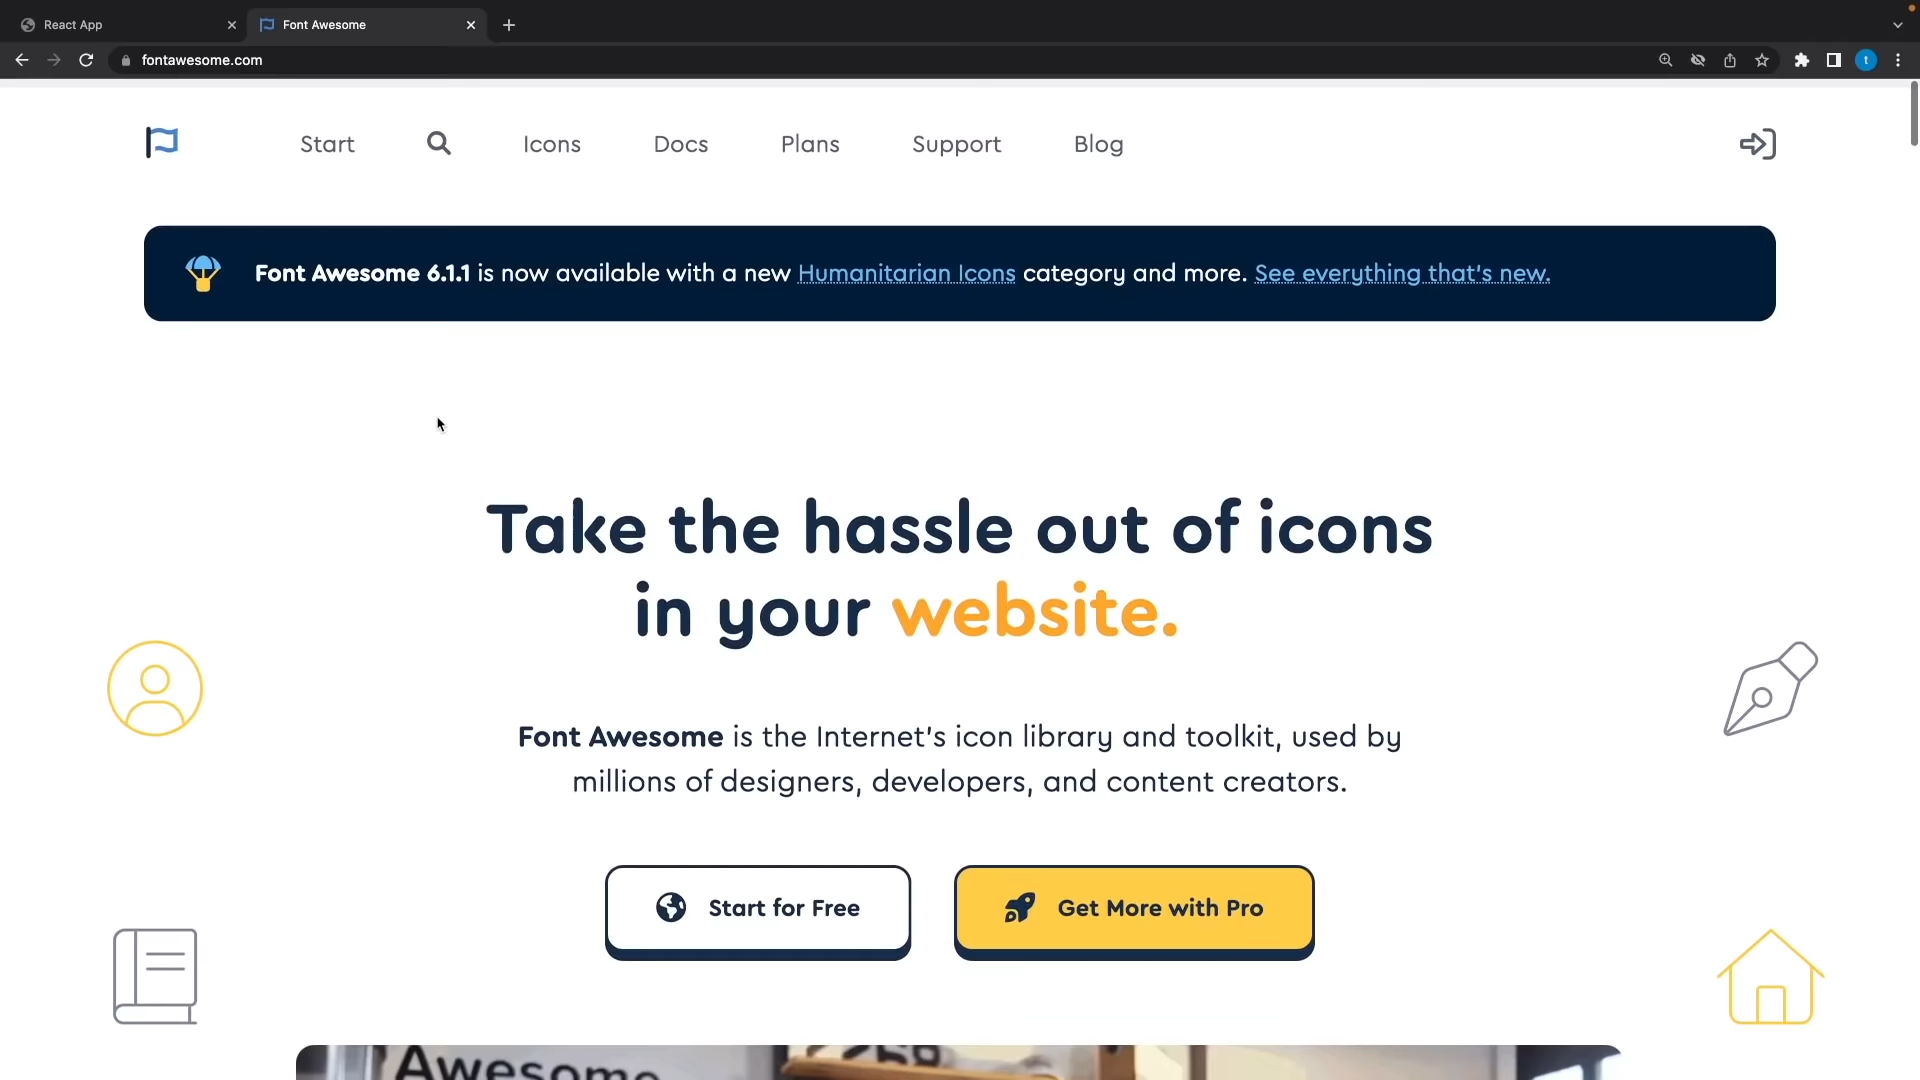 React App
Font Awesome
fontawesome.com
t
Start
Icons
Docs
Plans
Support
Blog
Font Awesome 6.1.1 is now available with a new Humanitarian Icons category and more. See everything that's new.
Take the hassle out of icons
in your website.
Font Awesome is the Internet's icon library and toolkit, used by
millions of designers, developers, and content creators.
Start for Free
Get More with Pro
Awesome